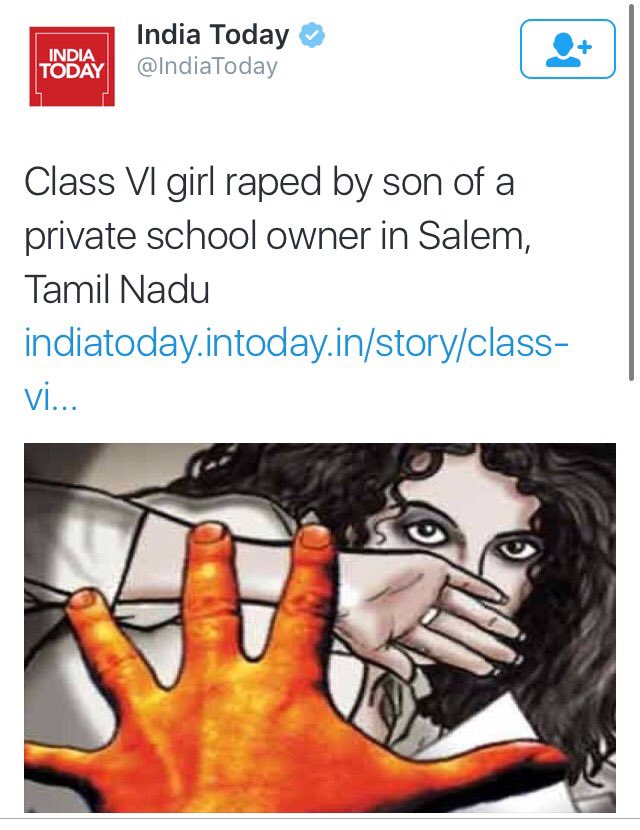 INDIA
TODAY
India Today
@IndiaToday
Class VI girl raped by son of a
private school owner in Salem,
Tamil Nadu
indiatoday.intoday.in/story/class-
vi...